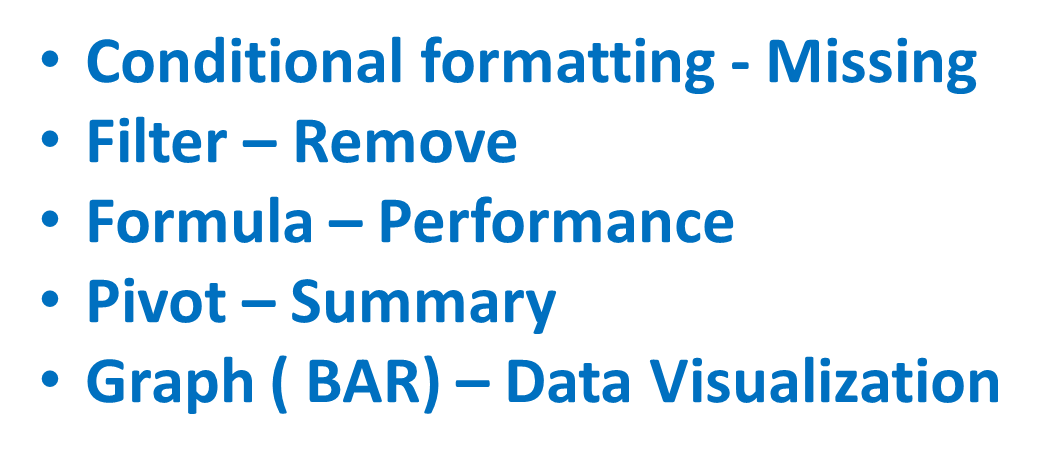 • Conditional formatting - Missing
• Filter – Remove
• Formula – Performance
• Pivot – Summary
• Graph ( BAR) – Data Visualization